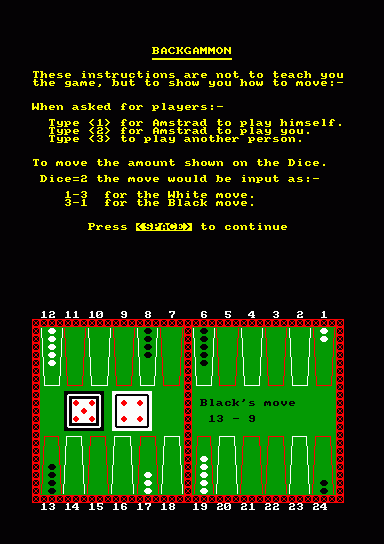 BACKGAMMON
These instructions are not to teach you
the game, but to show you how to move:-
When asked for players:-
Type <1> for Amstrad to play himself.
Type <2> for Amstrad to play you.
Type <3> to play another person.
To move the amount shown on the Dice.
Dice=2 the move would be input as:-
1-3 for the White move.
3-1 for the Black move.
Press <SPACE> to continue
12 11 10 9 8 7 6 5 4 3 2 1
Black's move
13 - 9
13 14 15 16 17 18 19 20 21 22 23 24